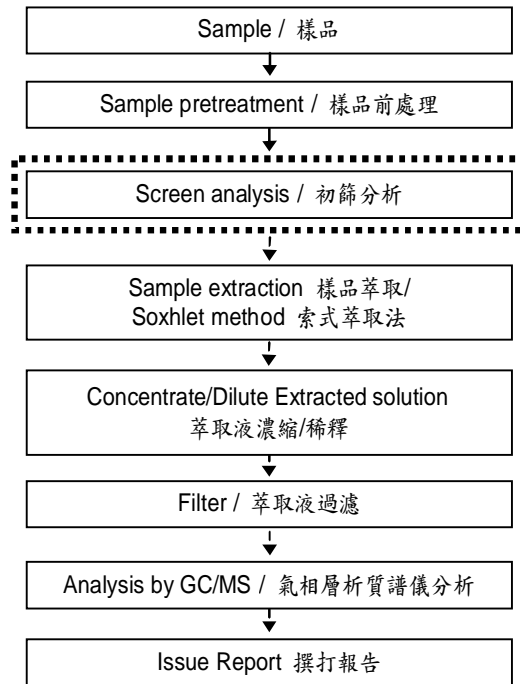 Sample / 樣品
Sample pretreatment / 樣品前處理
Screen analysis / 初篩分析
Sample extraction 樣品萃取/
Soxhlet method 索式萃取法
Concentrate/Dilute Extracted solution
萃取液濃縮/稀釋
Filter / 萃取液過濾
Analysis by GC/MS / 氣相層析質譜儀分析
Issue Report 撰打報告